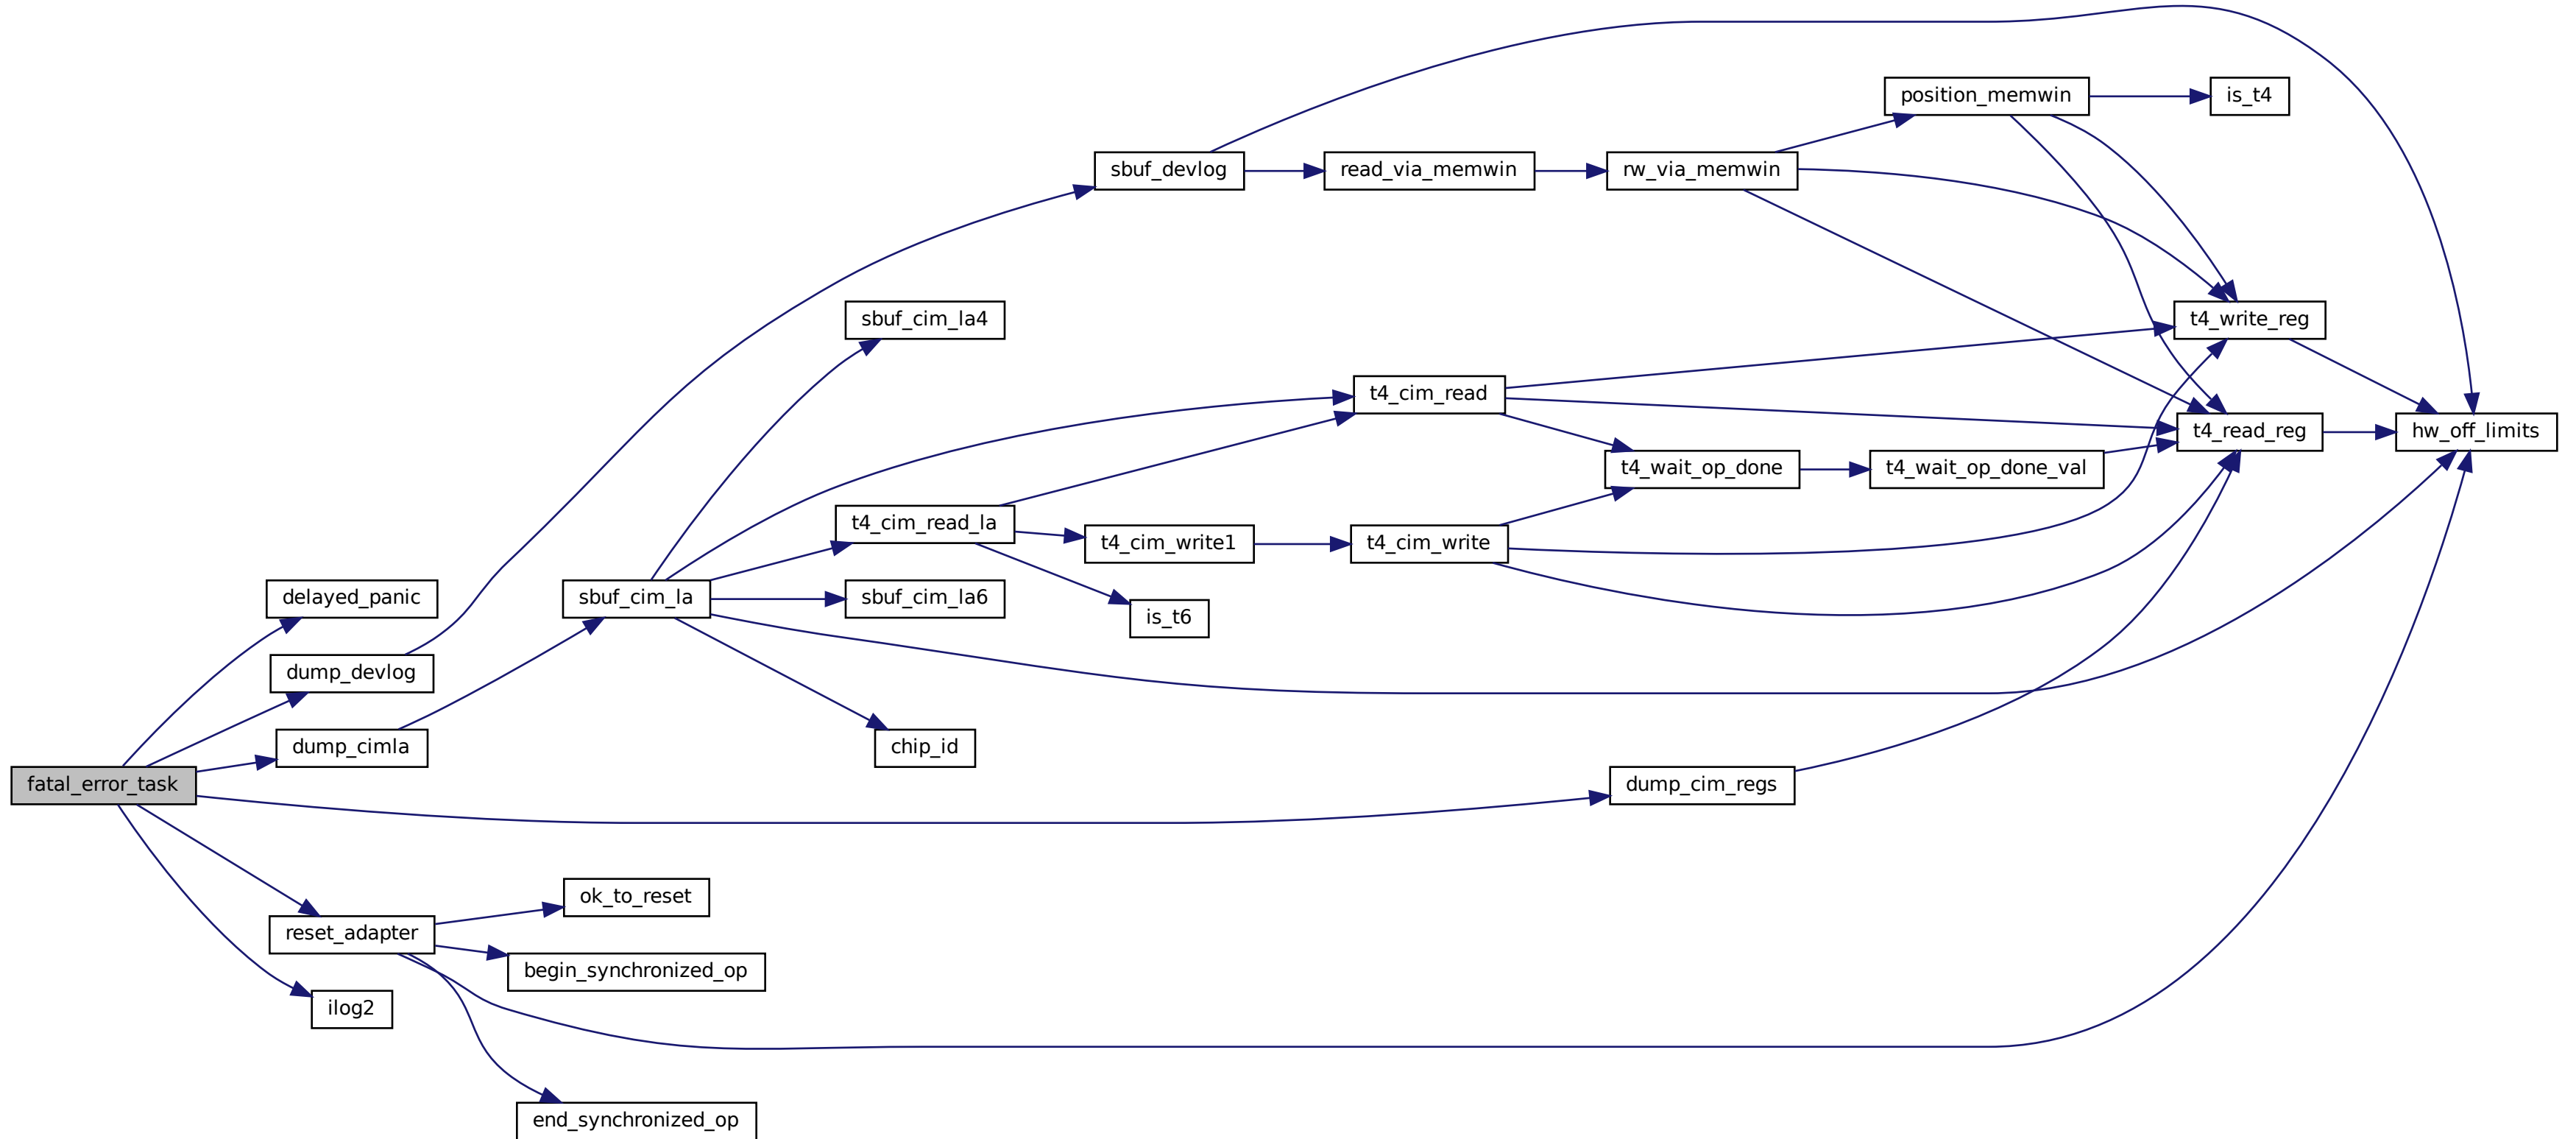 position_memwin
is_t4
sbuf_devlog
read_via_memwin
rw_via_memwin
sbuf_cim_la4
t4_write_reg
t4_cim_read
t4_read_reg
hw_off_limits
t4_wait_op_done
t4_wait_op_done_val
t4_cim_read_la
t4_cim_write1
t4_cim_write
delayed_panic
sbuf_cim_la
sbuf_cim_la6
is_t6
dump_devlog
dump_cimla
chip_id
fatal_error_task
dump_cim_regs
ok_to_reset
reset_adapter
begin_synchronized_op
ilog2
end_synchronized_op